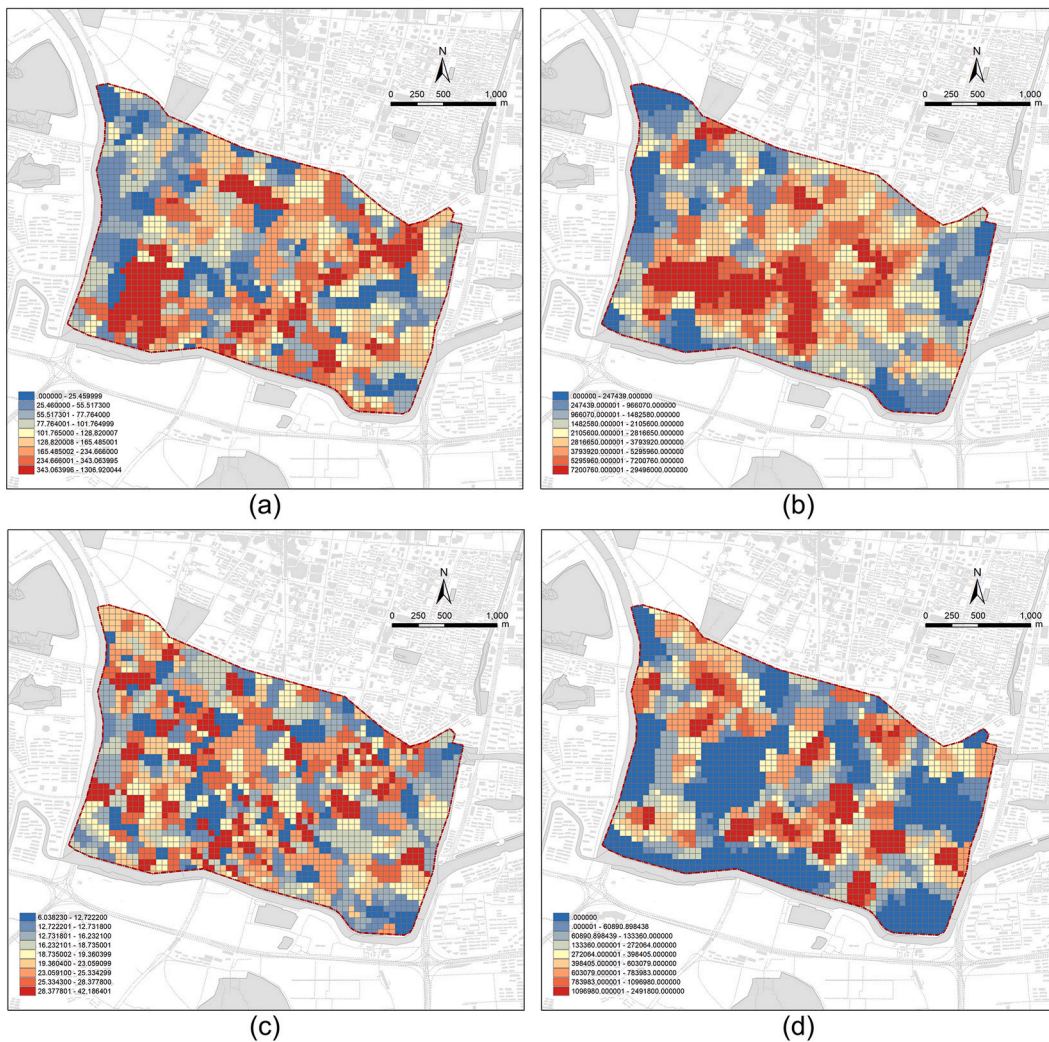 N
0 250 500 1,000
m
.000000 - 25.459999
25.460000 - 55.517300
55.517301 - 77.764000
77.764001 - 101.764999
101.765000 - 128.820007
128.820008 - 165.485001
165.485002 - 234.666000
234.666001 - 343.063995
343.063996 - 1306.920044
(a)
N
0 250 500 1,000
m
.000000 - 247439.000000
247439.000001 - 966070.000000
966070.000001 - 1482580.000000
1482580.000001 - 2105600.000000
2105600.000001 - 2816650.000000
2816650.000001 - 3793920.000000
3793920.000001 - 5295960.000000
5295960.000001 - 7200760.000000
7200760.000001 - 29496000.000000
(b)
N
0 250 500 1,000
m
6.038230 - 12.722200
12.722201 - 12.731800
12.731801 - 16.232100
16.232101 - 18.735001
18.735002 - 19.360399
19.360400 - 23.059099
23.059100 - 25.334299
25.334300 - 28.377800
28.377801 - 42.186401
(c)
N
0 250 500 1,000
m
.000000
.000001 - 60890.898438
60890.898439 - 133360.000000
133360.000001 - 272064.000000
272064.000001 - 398405.000000
398405.000001 - 603079.000000
603079.000001 - 783983.000000
783983.000001 - 1096980.000000
1096980.000001 - 2491800.000000
(d)